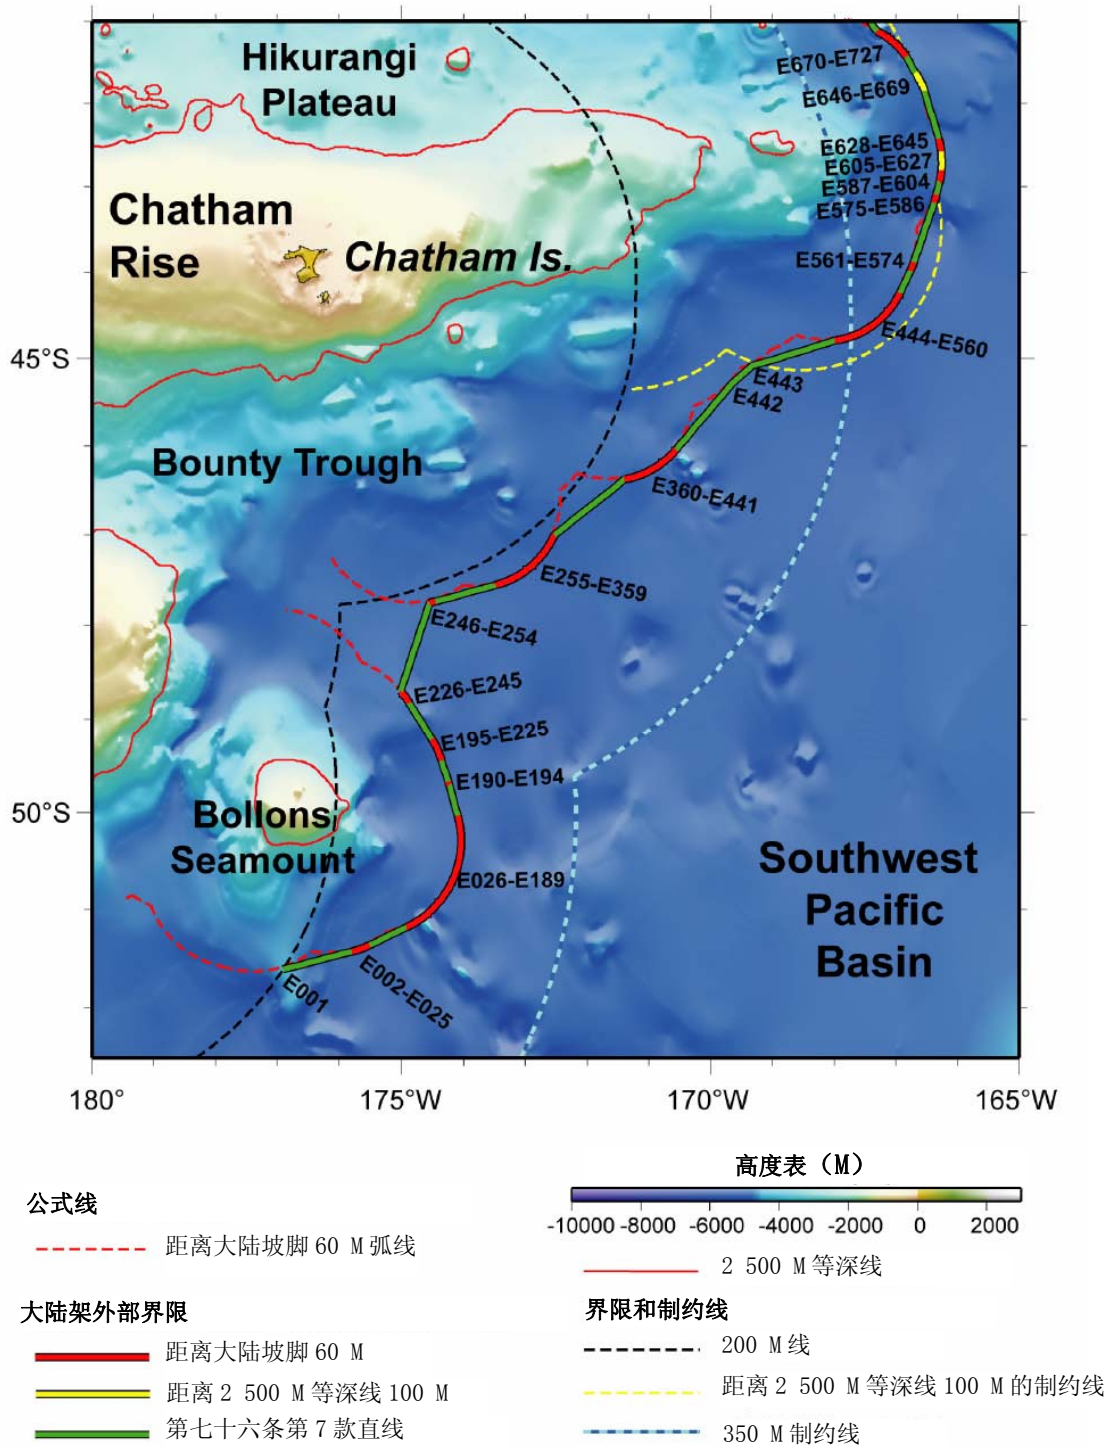 Hikurangi
Plateau
E670-E727
E646-E669
E628-E645
E605-E627
E587-E604
E575-E586
Chatham
Rise
Chatham Is.
E561-E574
E444-E560
45°S
E443
E442
Bounty Trough
E360-E441
E255-E359
E246-E254
E226-E245
E195-E225
E190-E194
50°S
Bollons
Seamount
E026-E189
Southwest
Pacific
Basin
E001
E002-E025
180°
175°W
170°W
165°W
高度表（M）
-10000 -8000 -6000 -4000 -2000 0 2000
公式线
距离大陆坡脚 60 M 弧线
2 500 M 等深线
大陆架外部界限
距离大陆坡脚 60 M
距离 2 500 M 等深线 100 M
第七十六条第 7 款直线
界限和制约线
200 M 线
距离 2 500 M 等深线 100 M 的制约线
350 M 制约线